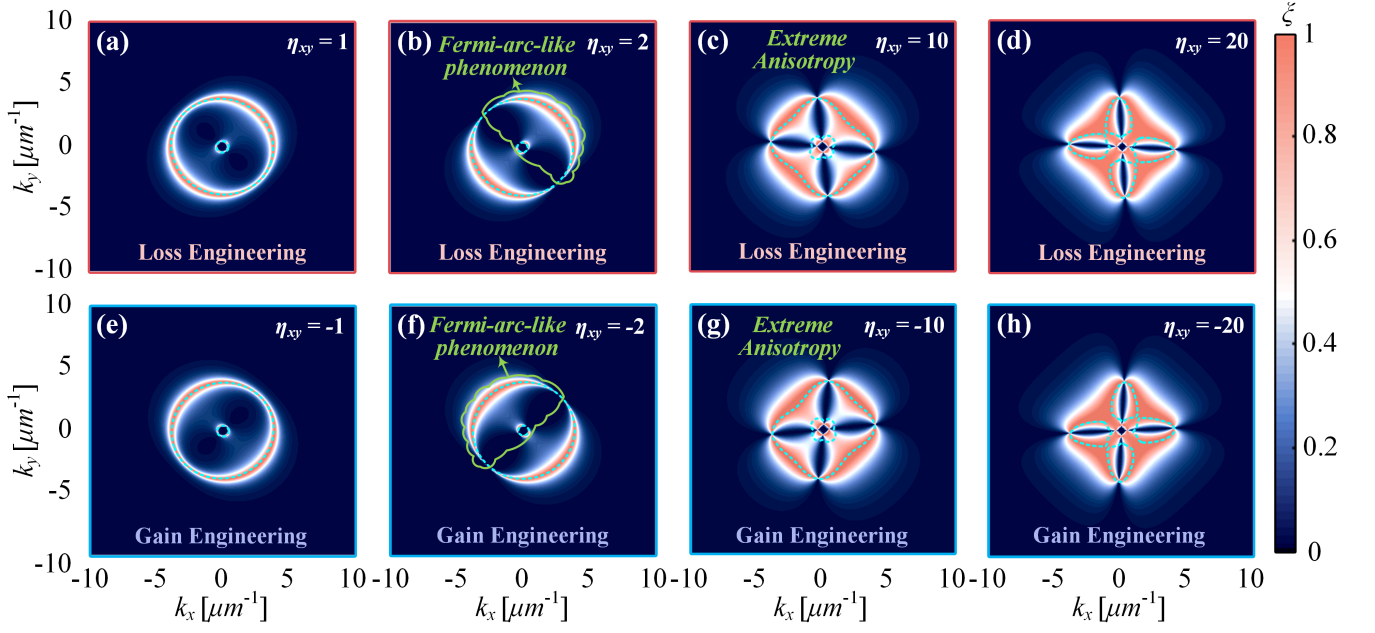 (a) η_xy = 1
(b) η_xy = 2
Fermi-arc-like
phenomenon
(c) η_xy = 10
Extreme
Anisotropy
(d) η_xy = 20
ξ
10
5
0
-5
-10
k_y [μm⁻¹]
Loss Engineering
Loss Engineering
Loss Engineering
Loss Engineering
1
0.8
0.6
0.4
0.2
0
(e) η_xy = -1
(f) η_xy = -2
Fermi-arc-like
phenomenon
(g) η_xy = -10
Extreme
Anisotropy
(h) η_xy = -20
10
5
0
-5
-10
k_y [μm⁻¹]
Gain Engineering
Gain Engineering
Gain Engineering
Gain Engineering
-10 -5 0 5 10
-10 -5 0 5 10
-10 -5 0 5 10
-10 -5 0 5 10
k_x [μm⁻¹]
k_x [μm⁻¹]
k_x [μm⁻¹]
k_x [μm⁻¹]